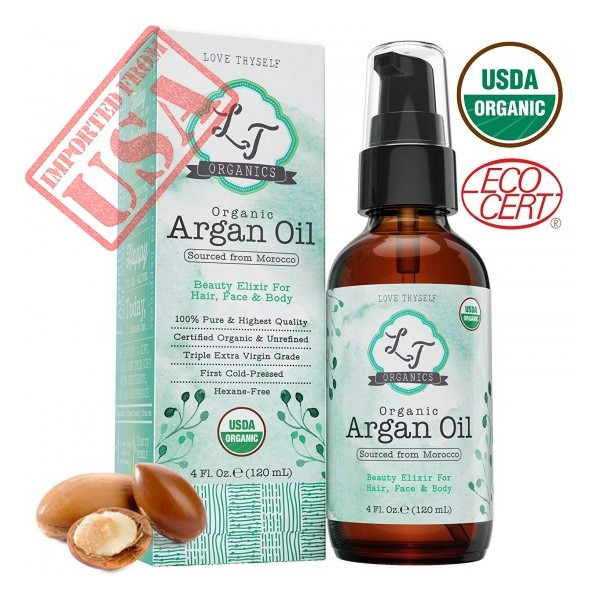 IMPORTED FROM
USA
LOVE THYSELF
LT
ORGANICS
Organic
Argan Oil
Sourced from Morocco
Beauty Elixir For
Hair, Face & Body
100% Pure & Highest Quality
Certified Organic & Unrefined
Triple Extra Virgin Grade
First Cold-Pressed
Hexane-Free
USDA
ORGANIC
4 Fl. Oz. ℮ (120 mL)
Happy
Today,
LOVE THYSELF
USDA
ORGANIC
LT
ORGANICS
Organic
Argan Oil
Sourced from Morocco
Beauty Elixir For
Hair, Face & Body
4 Fl. Oz. ℮ (120 mL)
USDA
ORGANIC
ECO
CERT
®